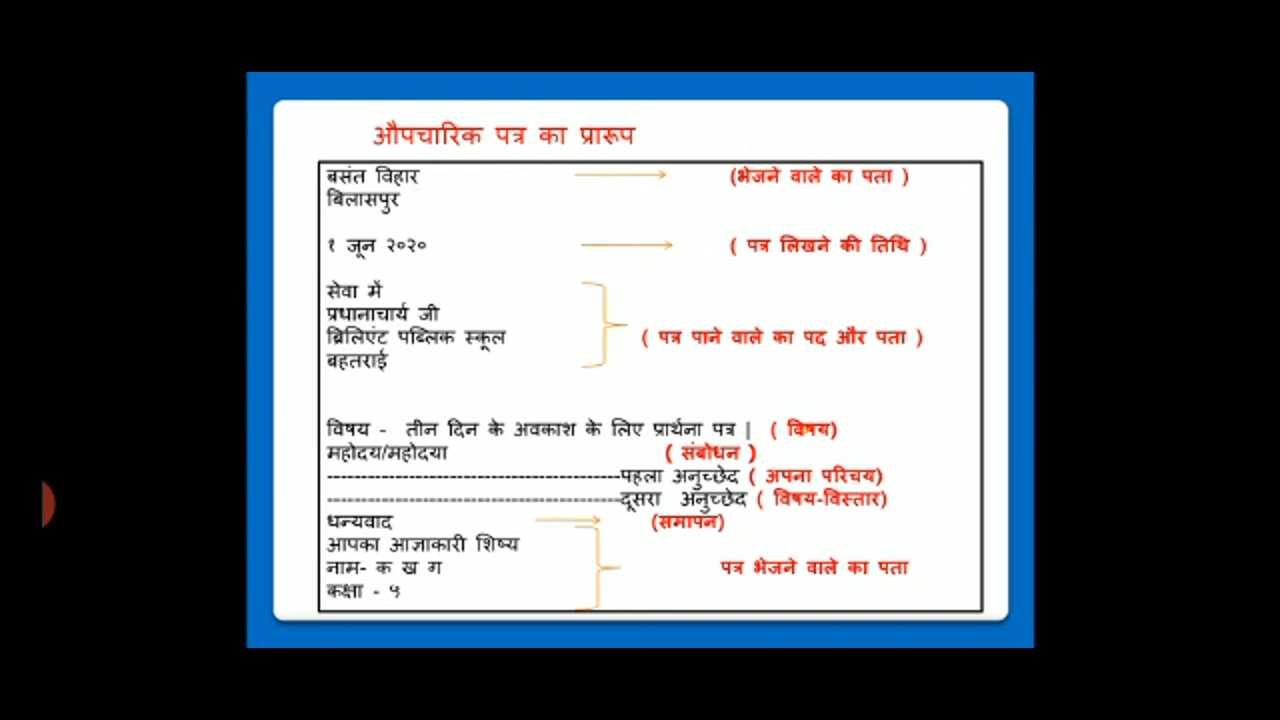 औपचारिक पत्र का प्रारूप
बसंत विहार (भेजने वाले का पता )
बिलासपुर
१ जून २०२० ( पत्र लिखने की तिथि )
सेवा में
प्रधानाचार्य जी
ब्रिलिएंट पब्लिक स्कूल ( पत्र पाने वाले का पद और पता )
बहतराई
विषय - तीन दिन के अवकाश के लिए प्रार्थना पत्र | ( विषय)
महोदय/महोदया ( संबोधन )
-------------------------------------------पहला अनुच्छेद ( अपना परिचय)
-------------------------------------------दूसरा अनुच्छेद ( विषय-विस्तार)
धन्यवाद (समापन)
आपका आज्ञाकारी शिष्य
नाम- क ख ग पत्र भेजने वाले का पता
कक्षा - ५